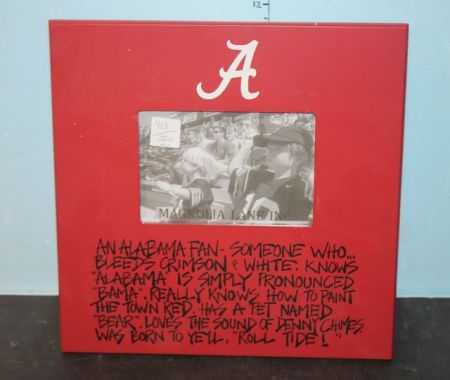 12
A
413
MAGNOLIA LANE INC
AN ALABAMA FAN- SOMEONE WHO...
BLEEDS CRIMSON & WHITE. KNOWS
"ALABAMA" IS SIMPLY PRONOUNCED
"BAMA". REALLY KNOWS HOW TO PAINT
THE TOWN RED. HAS A PET NAMED
"BEAR". LOVES THE SOUND OF DENNY CHIMES.
WAS BORN TO YELL, "ROLL TIDE!"